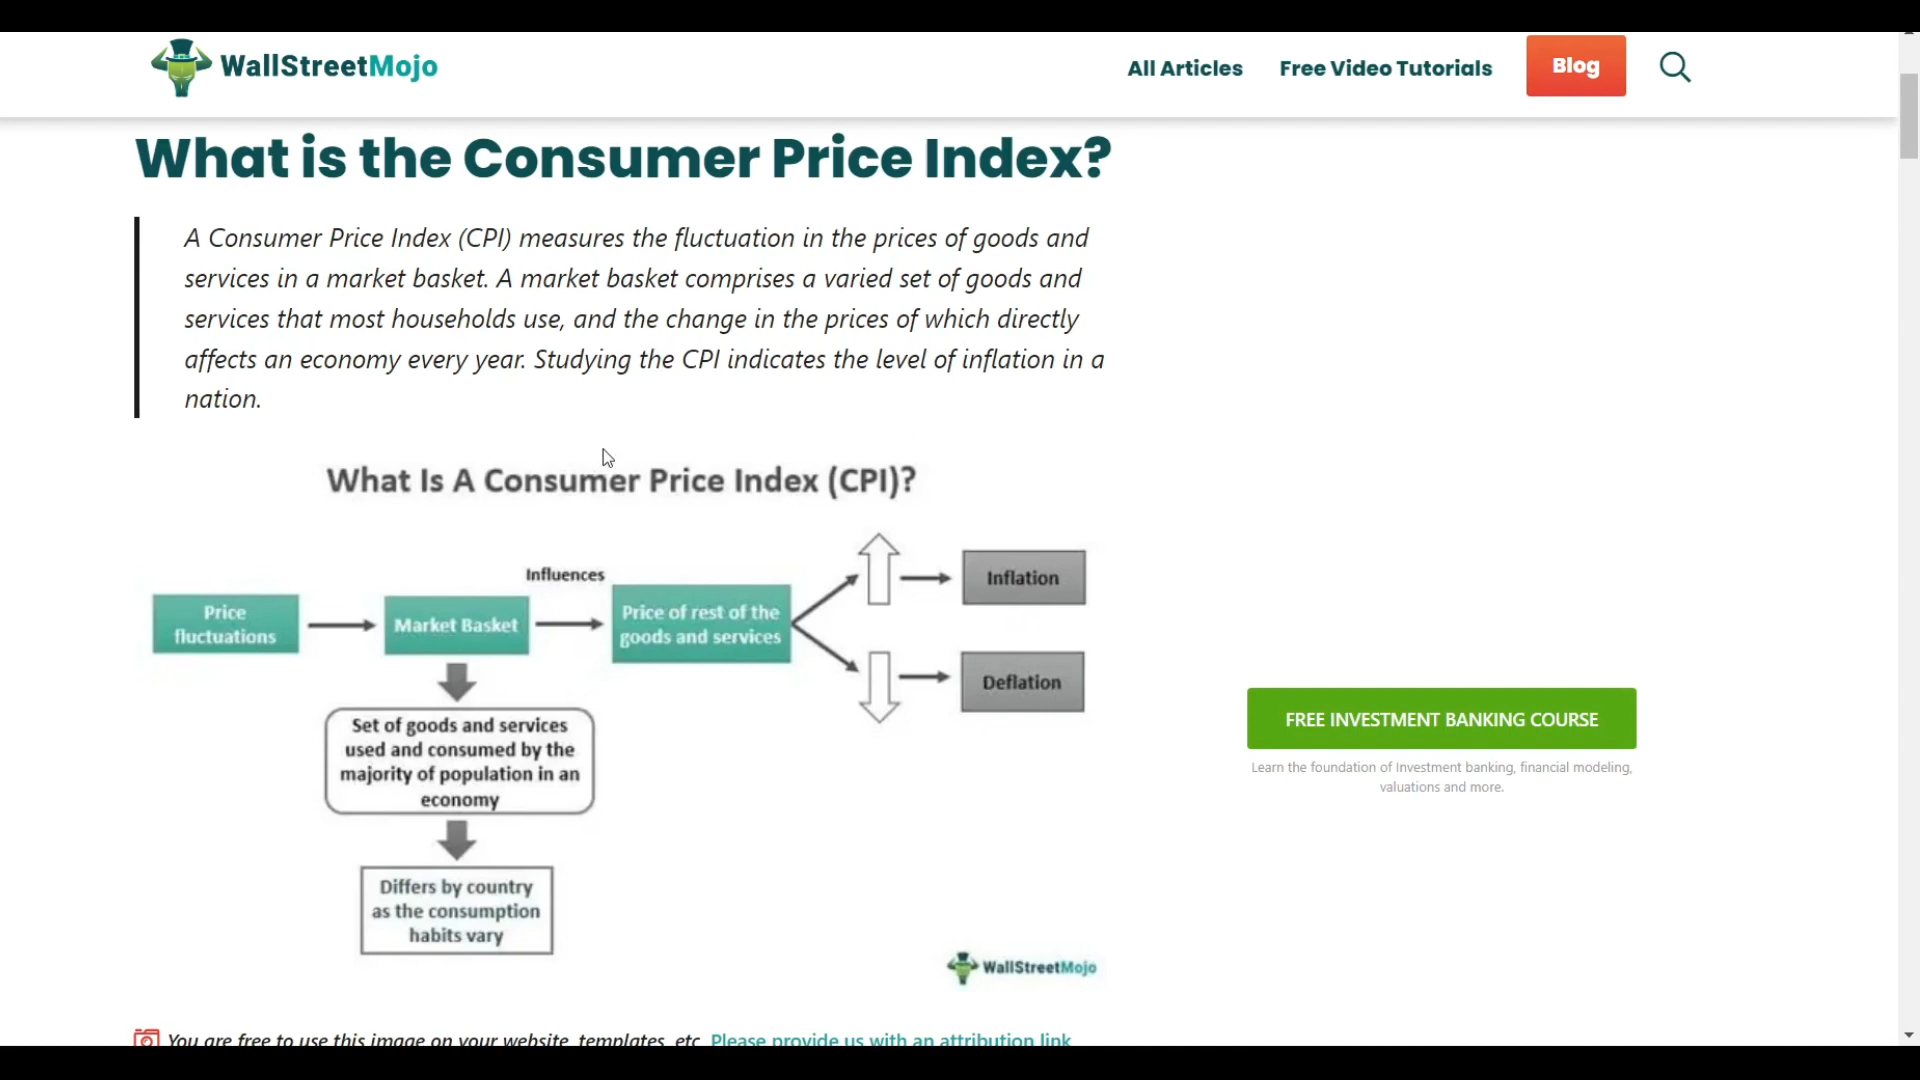 WallStreetMojo
All Articles
Free Video Tutorials
Blog
What is the Consumer Price Index?
A Consumer Price Index (CPI) measures the fluctuation in the prices of goods and
services in a market basket. A market basket comprises a varied set of goods and
services that most households use, and the change in the prices of which directly
affects an economy every year. Studying the CPI indicates the level of inflation in a
nation.
What Is A Consumer Price Index (CPI)?
Price
fluctuations
Market Basket
Influences
Price of rest of the
goods and services
Inflation
Deflation
Set of goods and services
used and consumed by the
majority of population in an
economy
Differs by country
as the consumption
habits vary
WallStreetMojo
FREE INVESTMENT BANKING COURSE
Learn the foundation of Investment banking, financial modeling,
valuations and more.
You are free to use this image on your website, templates, etc. Please provide us with an attribution link